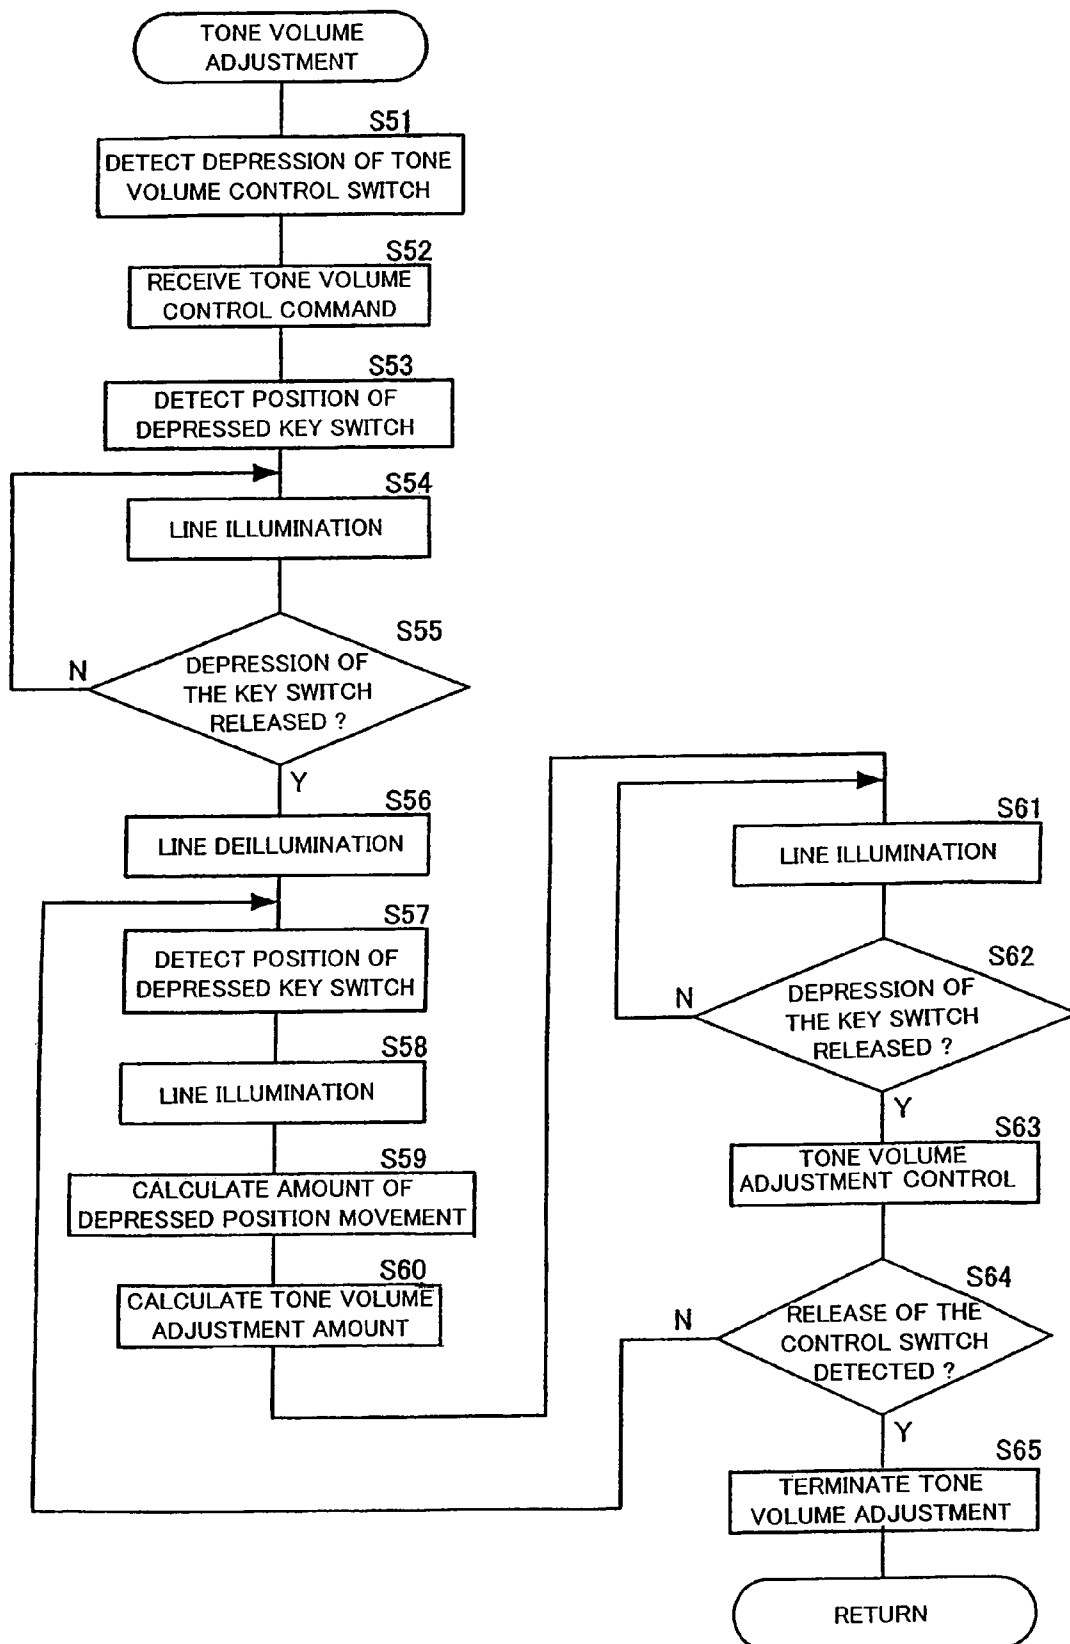 TONE VOLUME
ADJUSTMENT
S51
DETECT DEPRESSION OF TONE
VOLUME CONTROL SWITCH
S52
RECEIVE TONE VOLUME
CONTROL COMMAND
S53
DETECT POSITION OF
DEPRESSED KEY SWITCH
S54
LINE ILLUMINATION
S55
DEPRESSION OF
THE KEY SWITCH
RELEASED ?
N
Y
S56
LINE DEILLUMINATION
S57
DETECT POSITION OF
DEPRESSED KEY SWITCH
S58
LINE ILLUMINATION
S59
CALCULATE AMOUNT OF
DEPRESSED POSITION MOVEMENT
S60
CALCULATE TONE VOLUME
ADJUSTMENT AMOUNT
S61
LINE ILLUMINATION
S62
DEPRESSION OF
THE KEY SWITCH
RELEASED ?
N
Y
S63
TONE VOLUME
ADJUSTMENT CONTROL
S64
RELEASE OF THE
CONTROL SWITCH
DETECTED ?
N
Y
S65
TERMINATE TONE
VOLUME ADJUSTMENT
RETURN